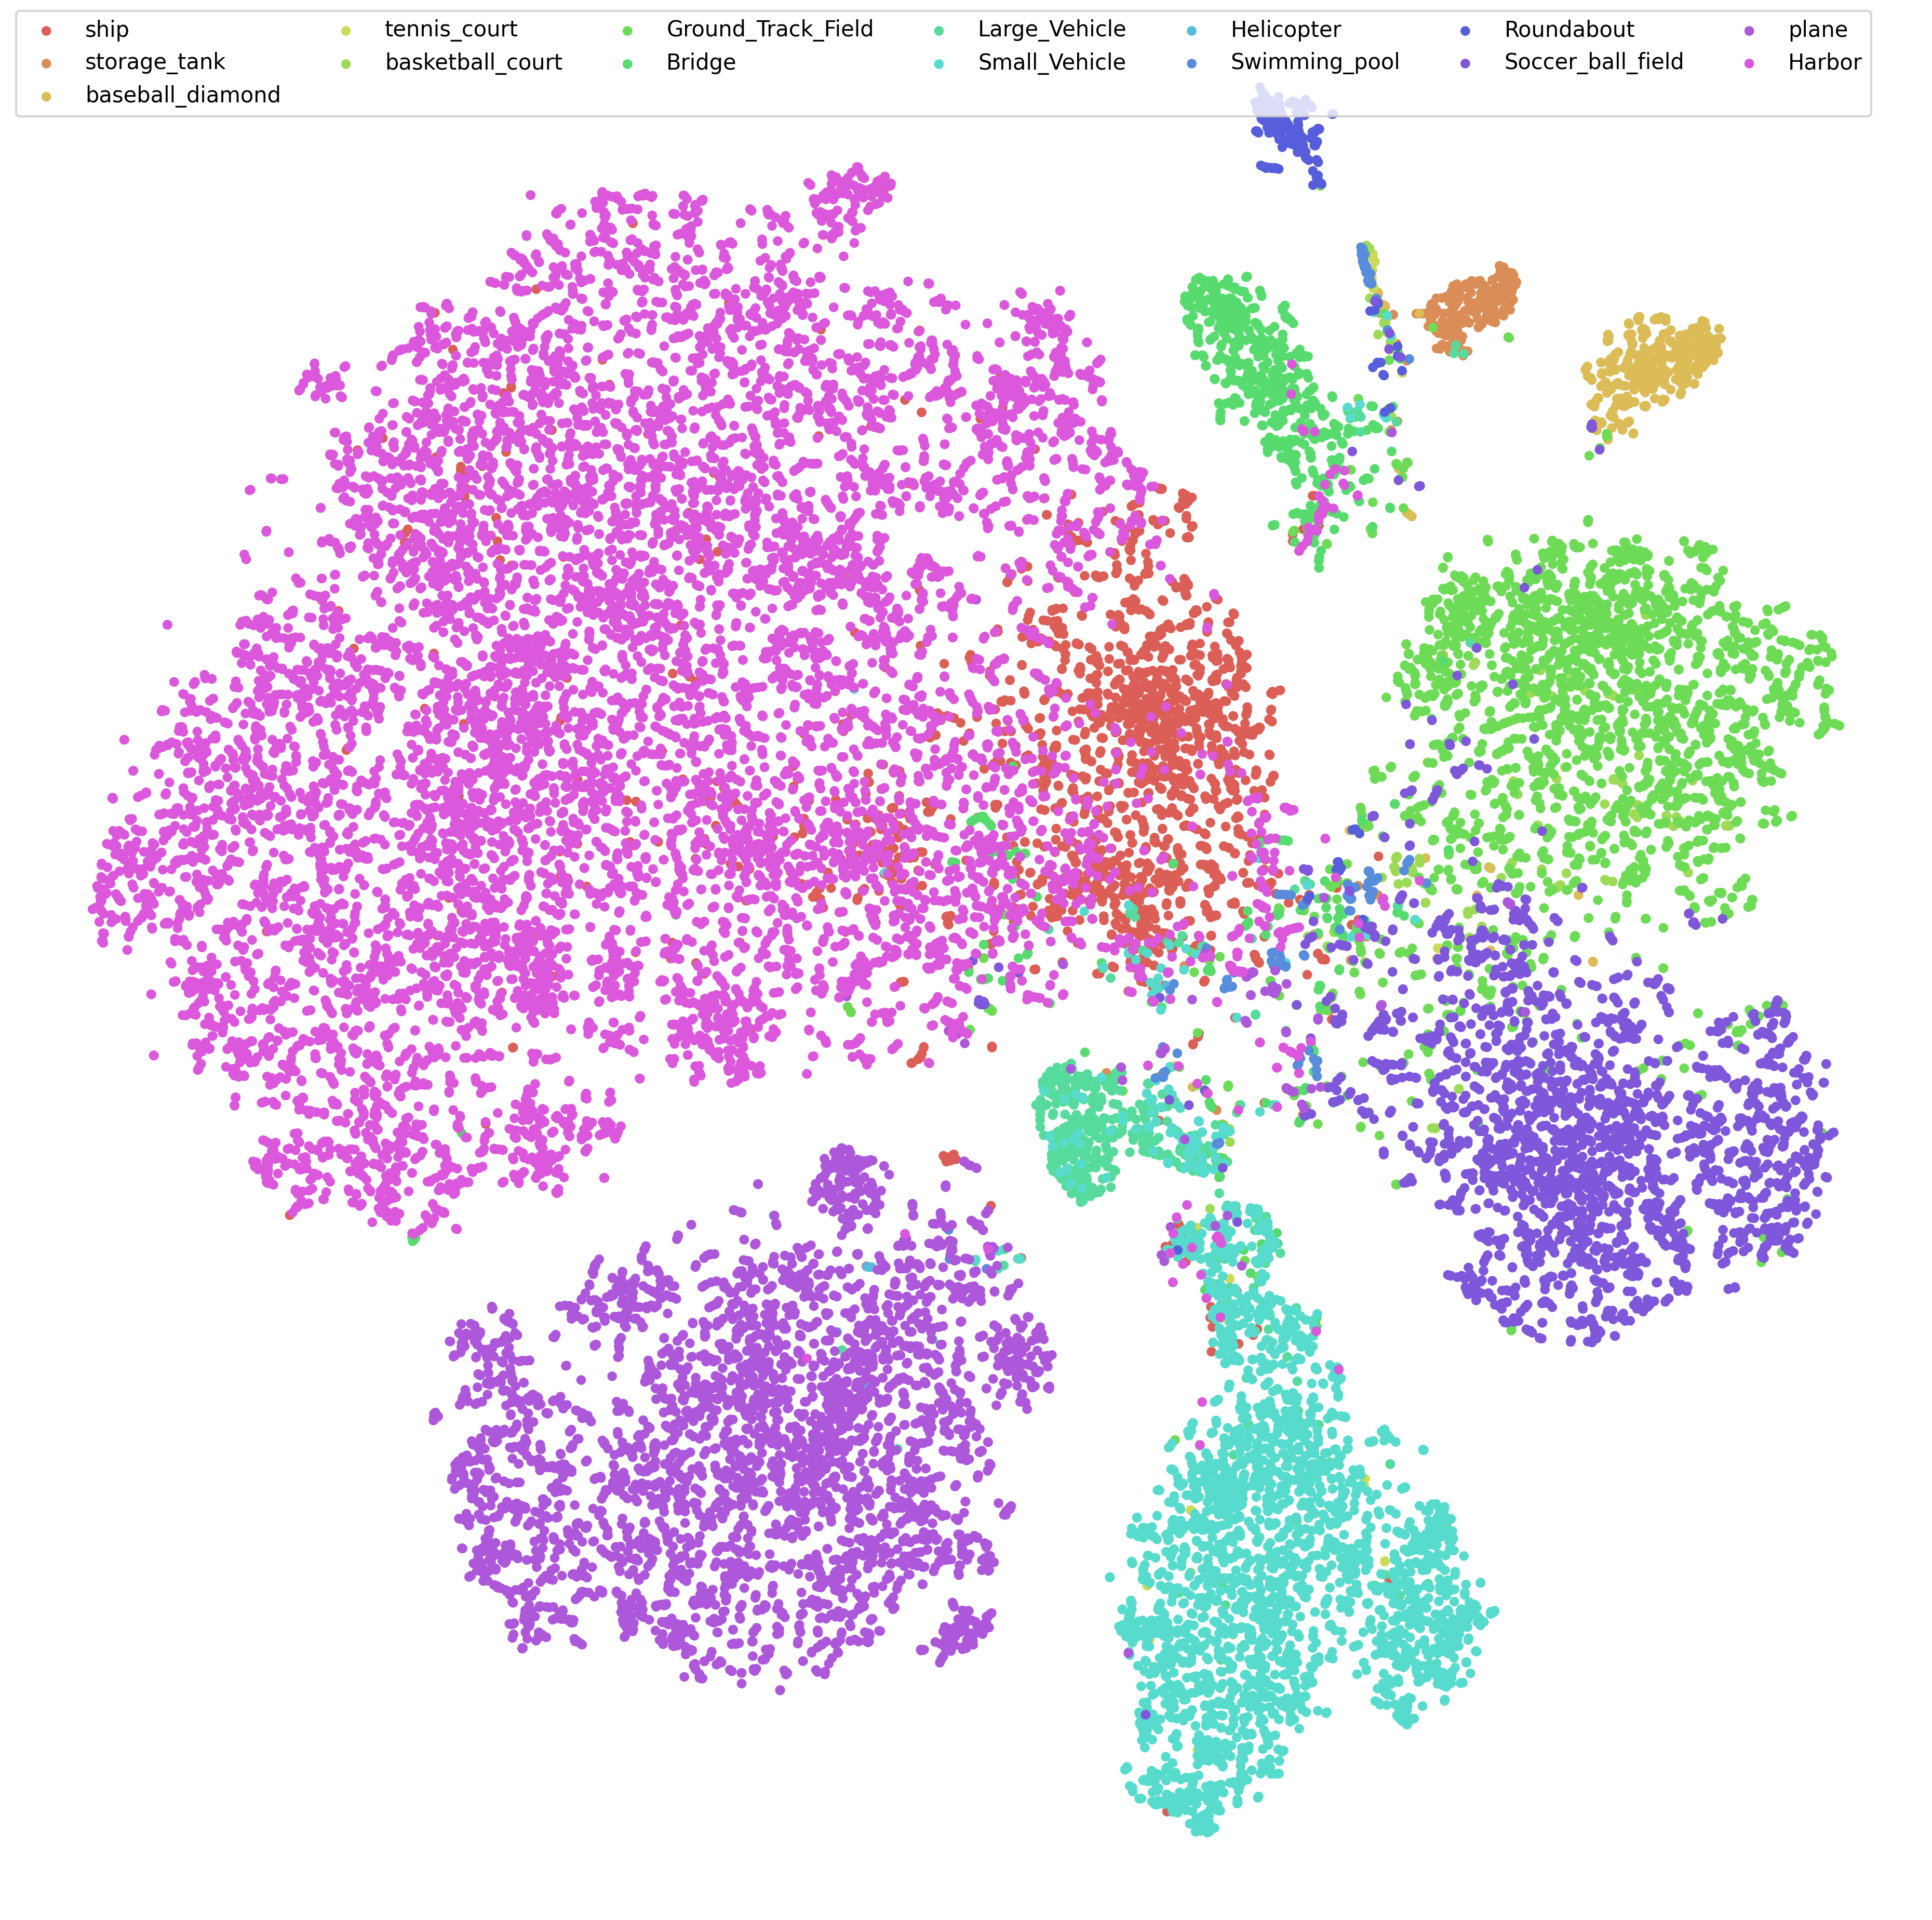 ship
storage_tank
baseball_diamond
tennis_court
basketball_court
Ground_Track_Field
Bridge
Large_Vehicle
Small_Vehicle
Helicopter
Swimming_pool
Roundabout
Soccer_ball_field
plane
Harbor